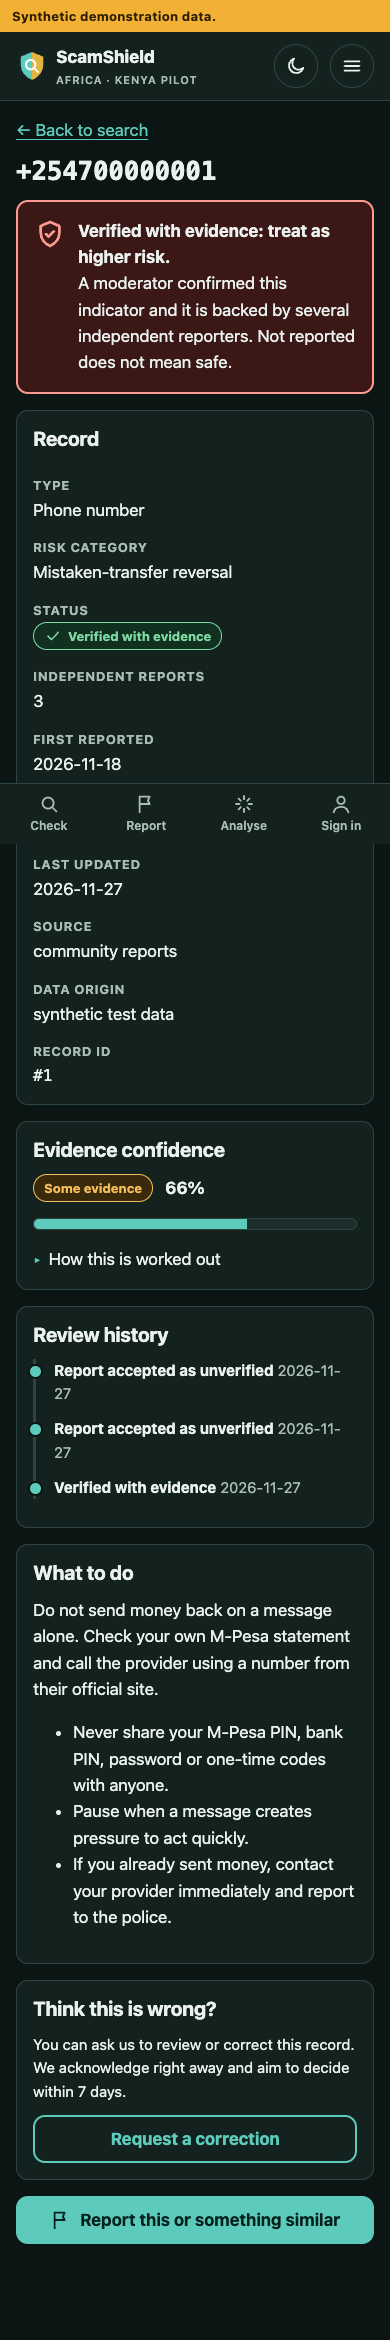 Synthetic demonstration data.
ScamShield
AFRICA · KENYA PILOT
← Back to search
+254700000001
Verified with evidence: treat as
higher risk.
A moderator confirmed this
indicator and it is backed by several
independent reporters. Not reported
does not mean safe.
Record
TYPE
Phone number
RISK CATEGORY
Mistaken-transfer reversal
STATUS
Verified with evidence
INDEPENDENT REPORTS
3
FIRST REPORTED
2026-11-18
Check
Report
Analyse
Sign in
LAST UPDATED
2026-11-27
SOURCE
community reports
DATA ORIGIN
synthetic test data
RECORD ID
#1
Evidence confidence
Some evidence 66%
How this is worked out
Review history
Report accepted as unverified 2026-11-
27
Report accepted as unverified 2026-11-
27
Verified with evidence 2026-11-27
What to do
Do not send money back on a message
alone. Check your own M-Pesa statement
and call the provider using a number from
their official site.
• Never share your M-Pesa PIN, bank
PIN, password or one-time codes
with anyone.
• Pause when a message creates
pressure to act quickly.
• If you already sent money, contact
your provider immediately and report
to the police.
Think this is wrong?
You can ask us to review or correct this record.
We acknowledge right away and aim to decide
within 7 days.
Request a correction
Report this or something similar